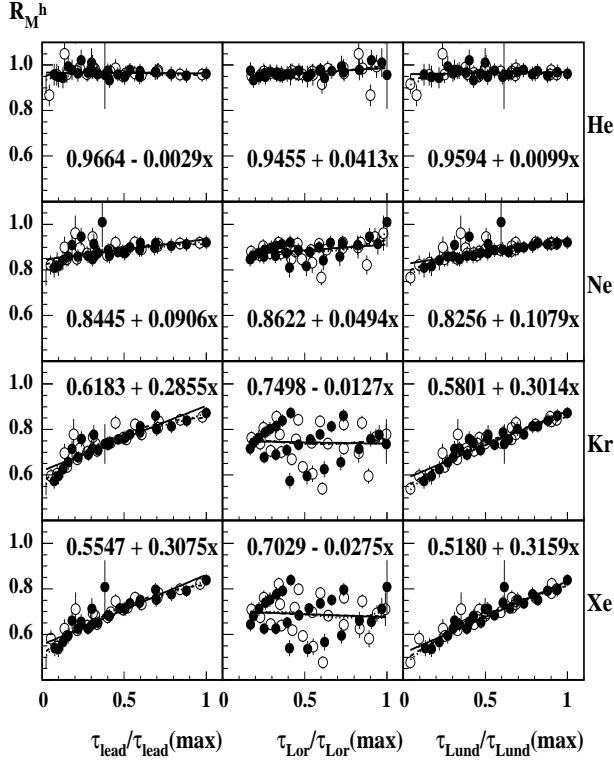 R_M^h
1.0
0.8
0.6
0.9664 - 0.0029x
0.9455 + 0.0413x
0.9594 + 0.0099x
He
1.0
0.8
0.6
0.8445 + 0.0906x
0.8622 + 0.0494x
0.8256 + 0.1079x
Ne
1.0
0.8
0.6
0.6183 + 0.2855x
0.7498 - 0.0127x
0.5801 + 0.3014x
Kr
1.0
0.8
0.6
0.5547 + 0.3075x
0.7029 - 0.0275x
0.5180 + 0.3159x
Xe
0 0.5 1 0 0.5 1 0 0.5 1
τ_lead/τ_lead(max) τ_Lor/τ_Lor(max) τ_Lund/τ_Lund(max)